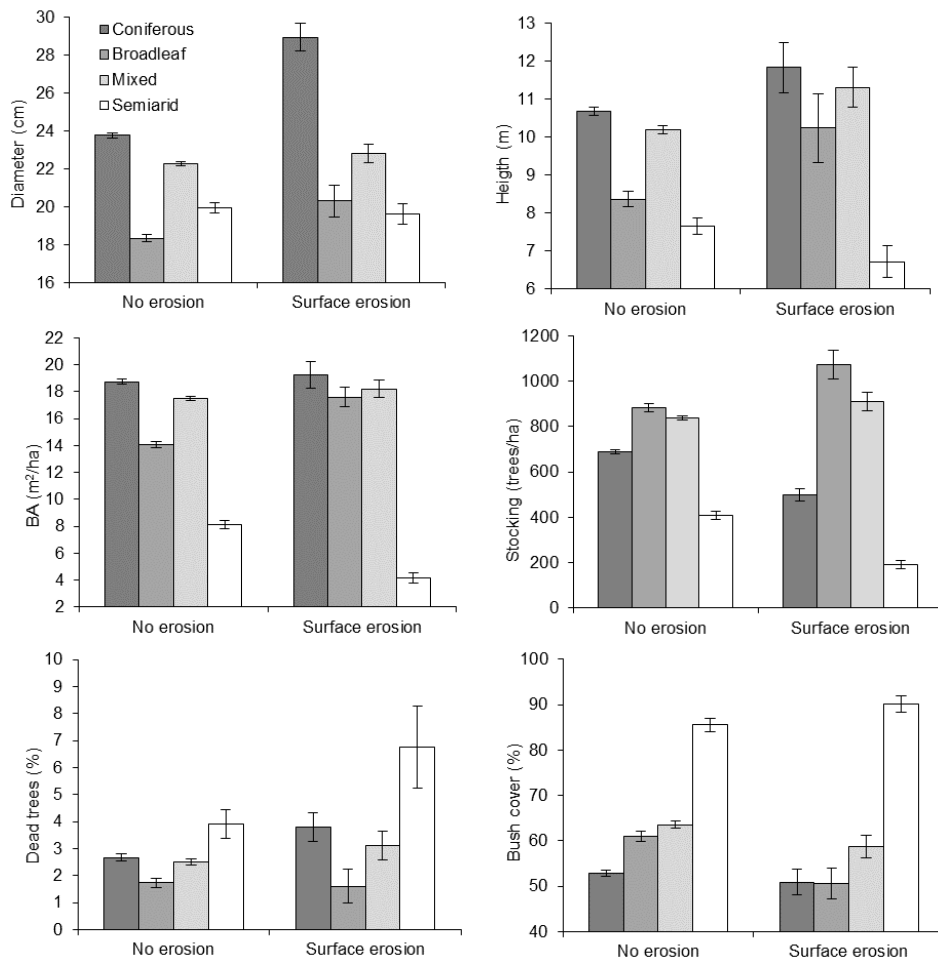 Diameter (cm)
30
28
26
24
22
20
18
16
Coniferous
Broadleaf
Mixed
Semiarid
No erosion
Surface erosion
Heigth (m)
13
12
11
10
9
8
7
6
No erosion
Surface erosion
BA (m²/ha)
22
20
18
16
14
12
10
8
6
4
2
No erosion
Surface erosion
Stocking (trees/ha)
1200
1000
800
600
400
200
0
No erosion
Surface erosion
Dead trees (%)
10
9
8
7
6
5
4
3
2
1
0
No erosion
Surface erosion
Bush cover (%)
100
90
80
70
60
50
40
No erosion
Surface erosion